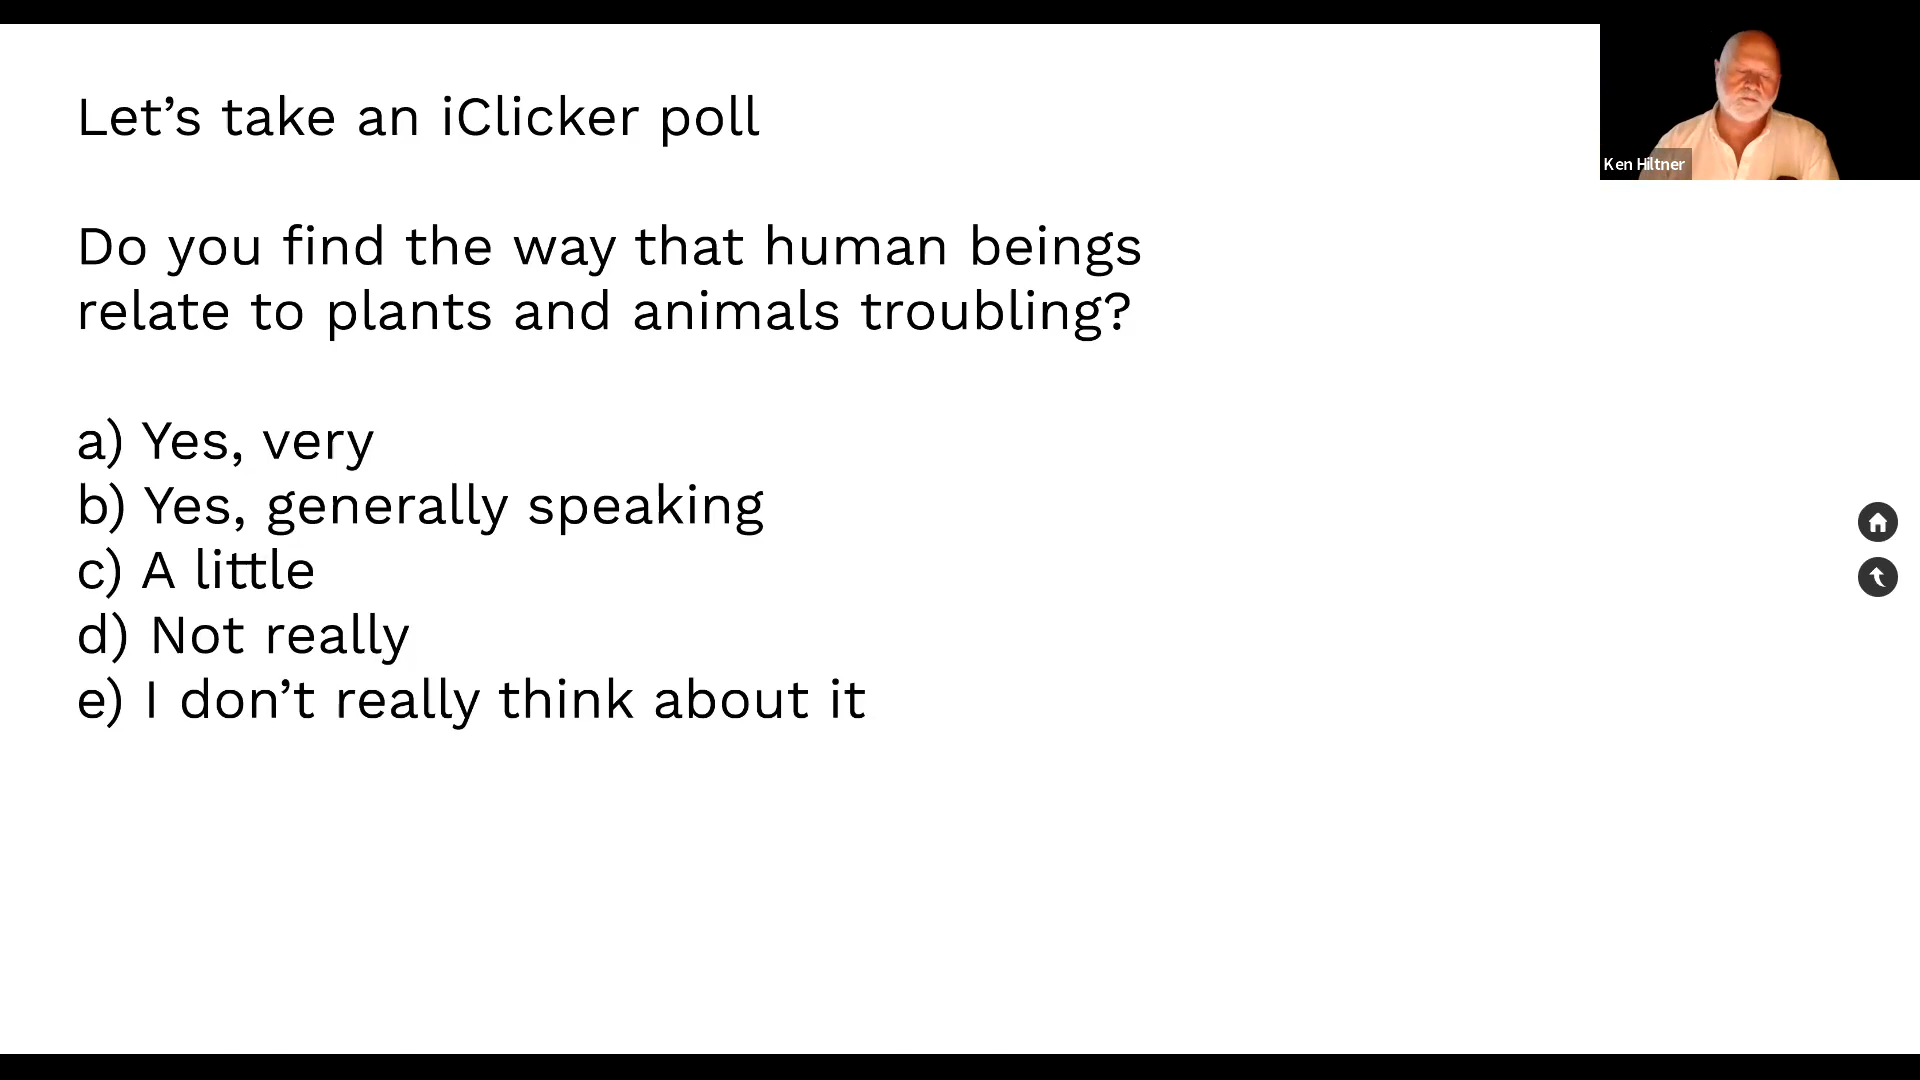 Let’s take an iClicker poll
Do you find the way that human beings
relate to plants and animals troubling?
a) Yes, very
b) Yes, generally speaking
c) A little
d) Not really
e) I don’t really think about it
Ken Hiltner